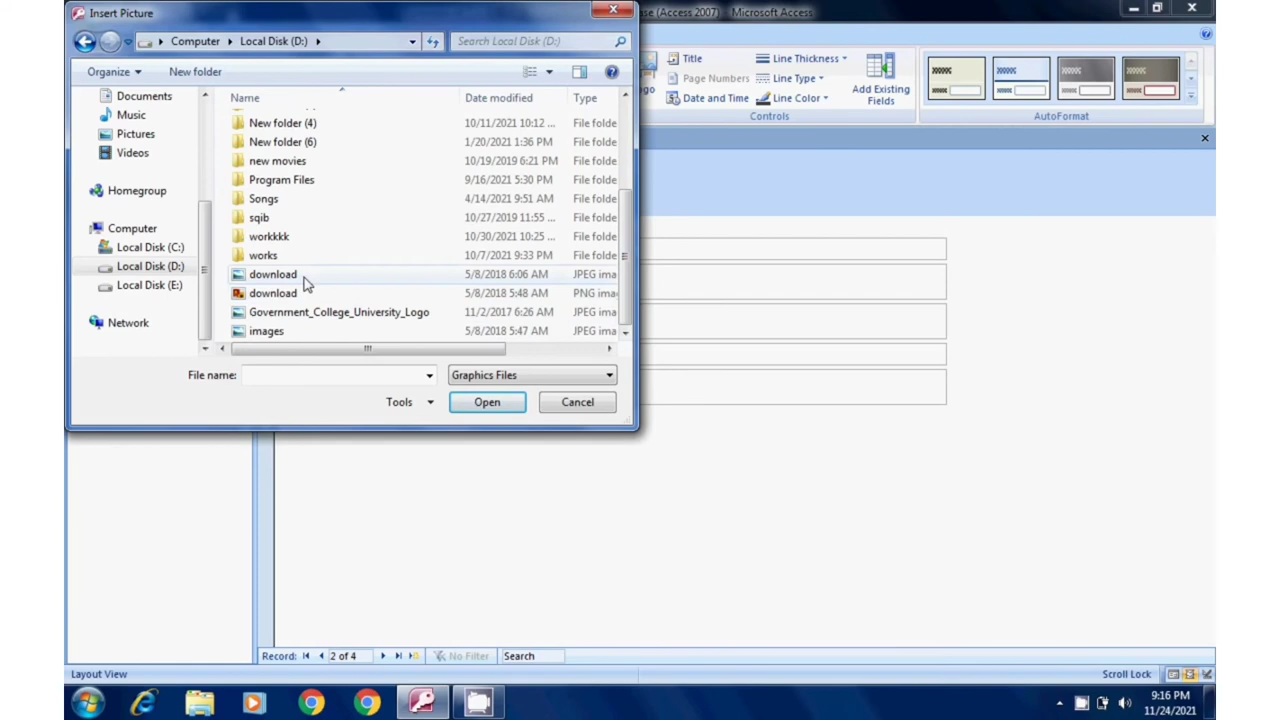 Insert Picture
se (Access 2007) - Microsoft Access
Computer Local Disk (D:)
Search Local Disk (D:)
Organize
New folder
Documents
Music
Pictures
Videos
Homegroup
Computer
Local Disk (C:)
Local Disk (D:)
Local Disk (E:)
Network
Name Date modified Type
New folder (4) 10/11/2021 10:12 ... File folde
New folder (6) 1/20/2021 1:36 PM File folde
new movies 10/19/2019 6:21 PM File folde
Program Files 9/16/2021 5:30 PM File folde
Songs 4/14/2021 9:51 AM File folde
sqib 10/27/2019 11:55 ... File folde
workkkk 10/30/2021 10:25 ... File folde
works 10/7/2021 9:33 PM File folde
download 5/8/2018 6:06 AM JPEG ima
download 5/8/2018 5:48 AM PNG imag
Government_College_University_Logo 11/2/2017 6:26 AM JPEG ima
images 5/8/2018 5:47 AM JPEG ima
File name:
Graphics Files
Tools
Open
Cancel
ogo
Title
Page Numbers
Date and Time
Line Thickness
Line Type
Line Color
Add Existing
Fields
Controls
XXXXX XXXXX XXXXX XXXXX
AutoFormat
Record: 2 of 4 No Filter Search
Layout View
Scroll Lock
9:16 PM
11/24/2021